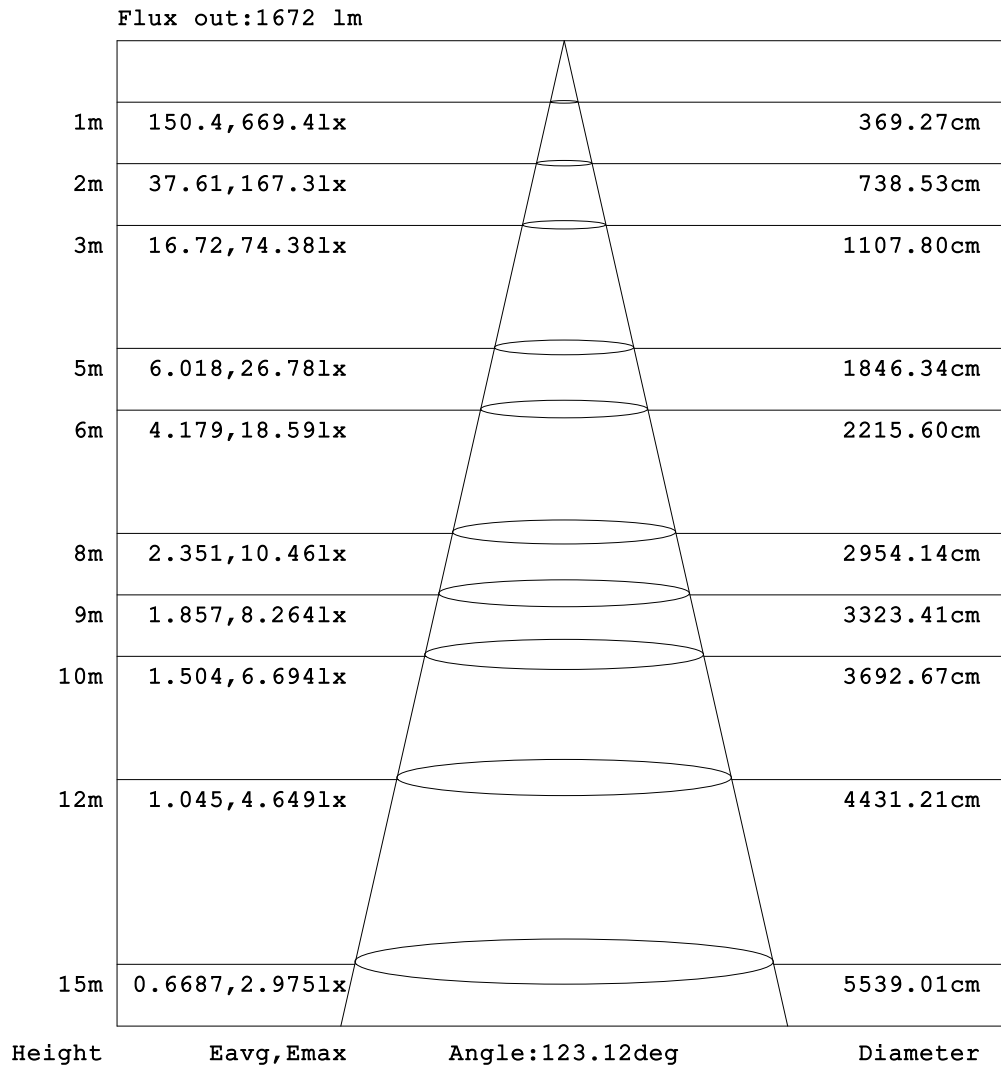 Flux out:1672 lm
1m 150.4,669.4lx 369.27cm
2m 37.61,167.3lx 738.53cm
3m 16.72,74.38lx 1107.80cm
5m 6.018,26.78lx 1846.34cm
6m 4.179,18.59lx 2215.60cm
8m 2.351,10.46lx 2954.14cm
9m 1.857,8.264lx 3323.41cm
10m 1.504,6.694lx 3692.67cm
12m 1.045,4.649lx 4431.21cm
15m 0.6687,2.975lx 5539.01cm
Height Eavg,Emax Angle:123.12deg Diameter